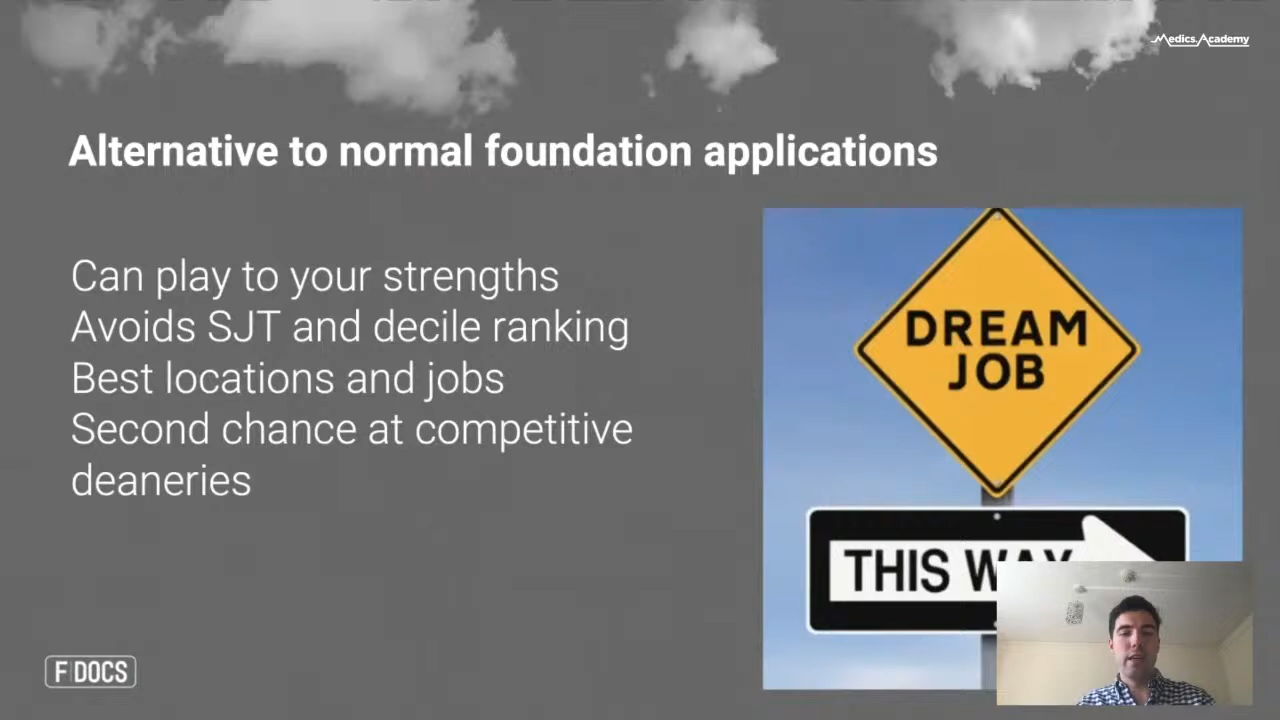 Medics.Academy
Alternative to normal foundation applications
Can play to your strengths
Avoids SJT and decile ranking
Best locations and jobs
Second chance at competitive
deaneries
DREAM
JOB
THIS WAY
F DOCS